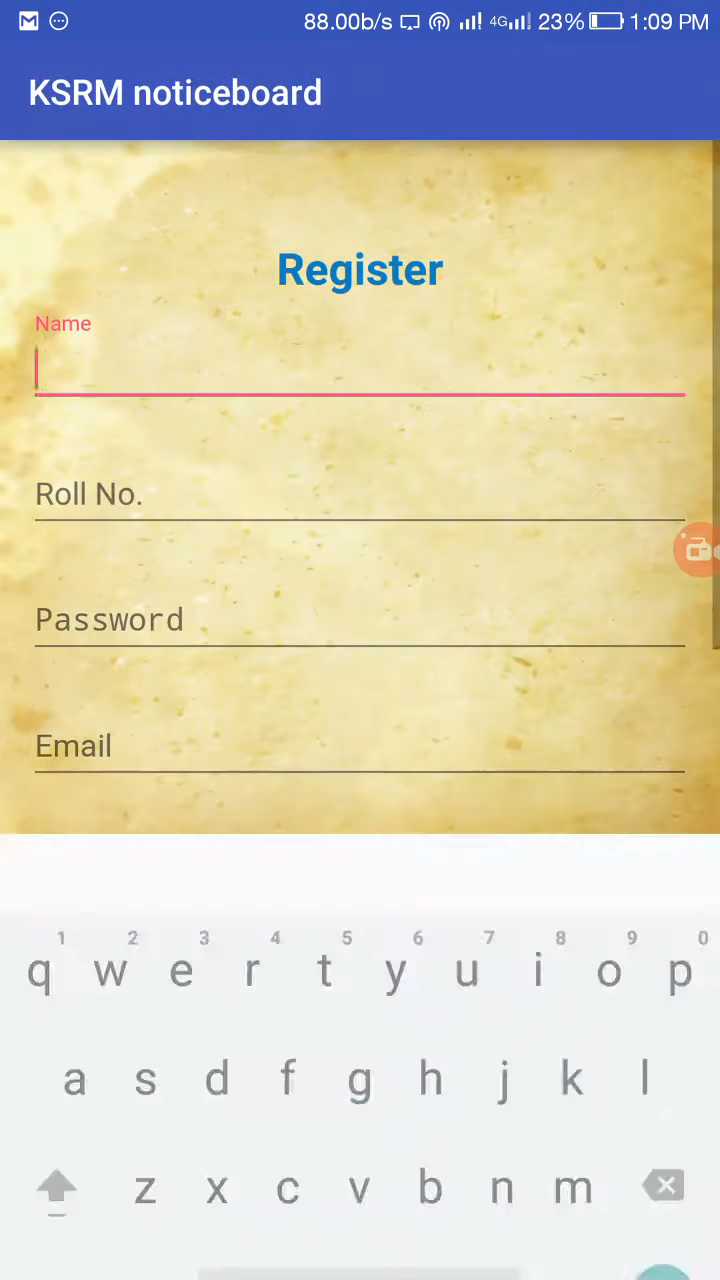 88.00b/s 4G 23% 1:09 PM
KSRM noticeboard
Register
Name
Roll No.
Password
Email
1 2 3 4 5 6 7 8 9 0
q w e r t y u i o p
a s d f g h j k l
z x c v b n m